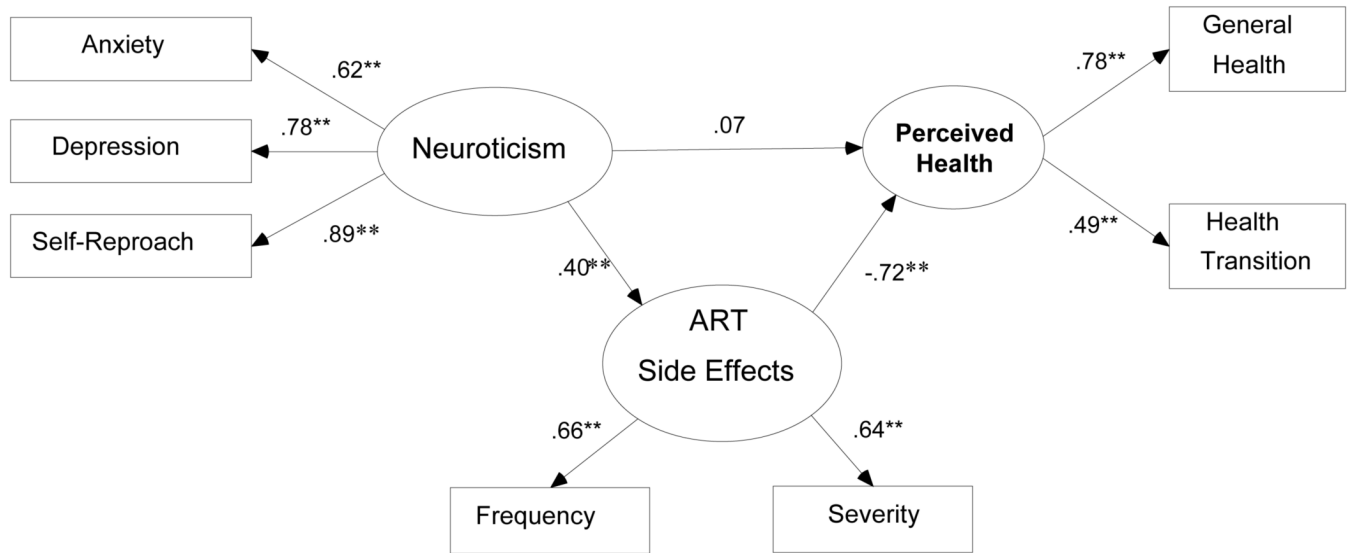 Anxiety
.62**
Depression
.78**
Self-Reproach
.89**
Neuroticism
.07
.40**
ART
Side Effects
-.72**
.66**
Frequency
.64**
Severity
Perceived
Health
.78**
General
Health
.49**
Health
Transition